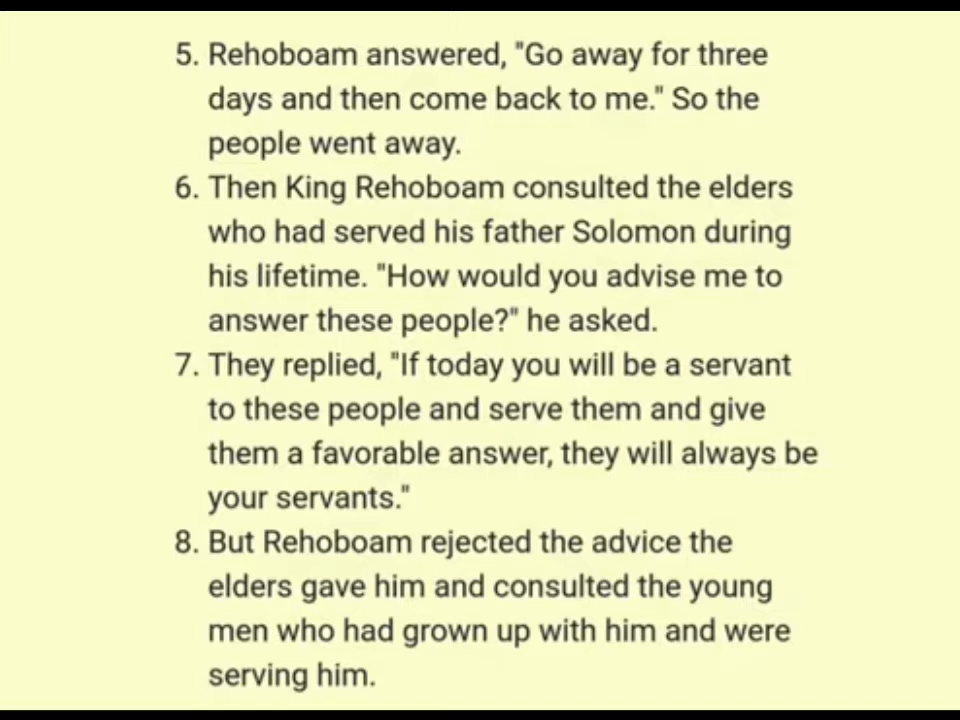 5. Rehoboam answered, "Go away for three
days and then come back to me." So the
people went away.
6. Then King Rehoboam consulted the elders
who had served his father Solomon during
his lifetime. "How would you advise me to
answer these people?" he asked.
7. They replied, "If today you will be a servant
to these people and serve them and give
them a favorable answer, they will always be
your servants."
8. But Rehoboam rejected the advice the
elders gave him and consulted the young
men who had grown up with him and were
serving him.